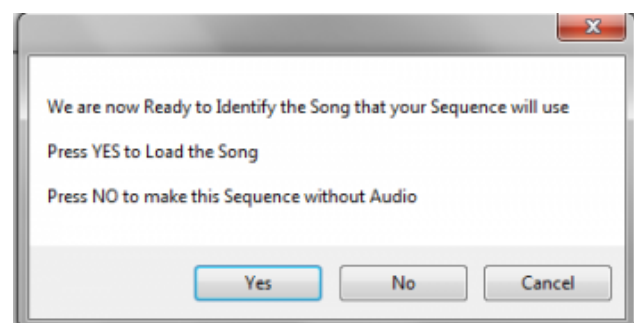 We are now Ready to Identify the Song that your Sequence will use
Press YES to Load the Song
Press NO to make this Sequence without Audio
Yes No Cancel